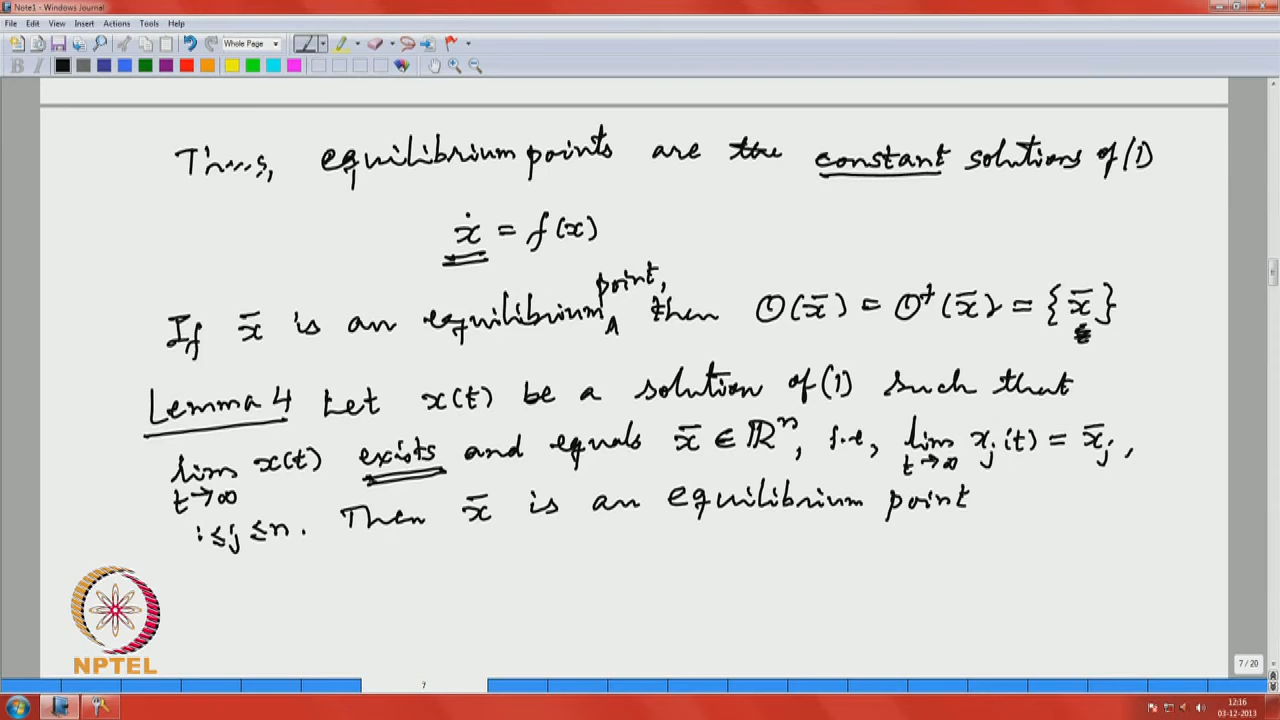 Note1 - Windows Journal
File Edit View Insert Actions Tools Help
Whole Page
B I
Thus, equilibrium points are the constant solutions of (1)
ẋ = f(x)
If x̄ is an equilibrium point, then O(x̄) = O⁺(x̄) = {x̄}
Lemma 4 Let x(t) be a solution of (1) such that
lim t→∞ x(t) exists and equals x̄ ∈ ℝⁿ, i.e, lim t→∞ xⱼ(t) = x̄ⱼ,
1≤j≤n. Then x̄ is an equilibrium point
NPTEL
7/20
7
12:16
03-12-2013